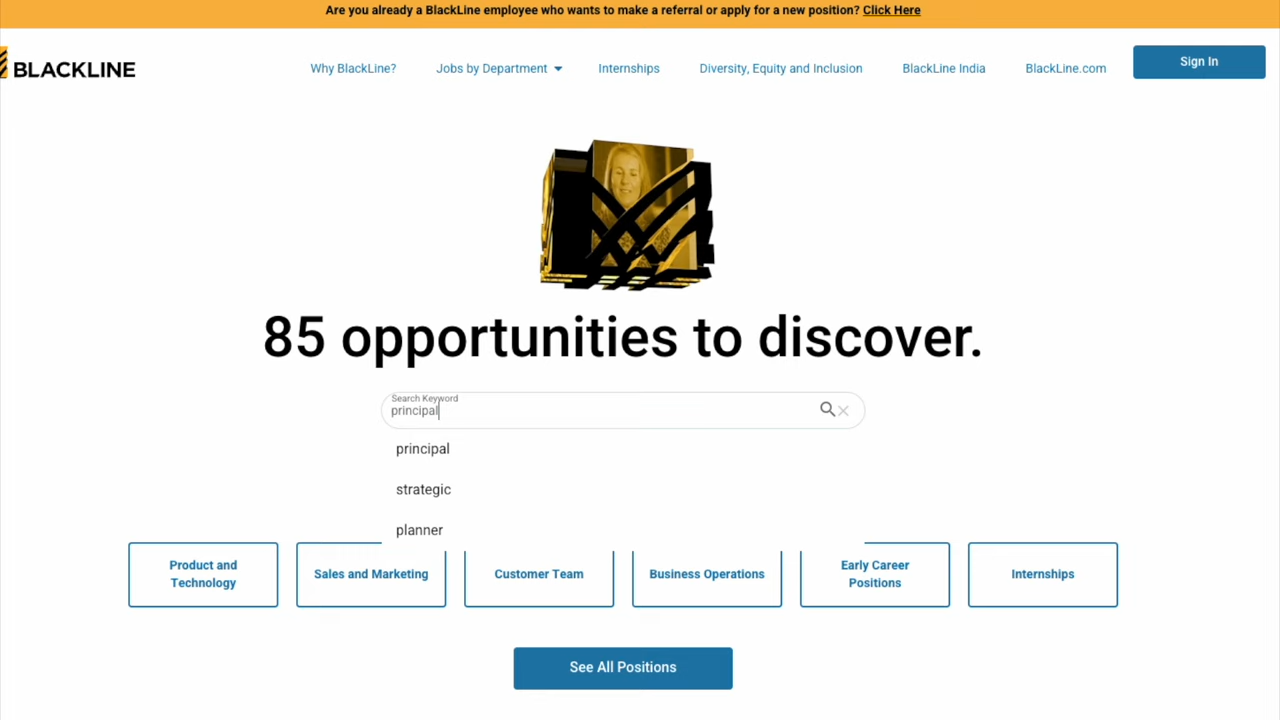 Are you already a BlackLine employee who wants to make a referral or apply for a new position? Click Here
BLACKLINE
Why BlackLine?
Jobs by Department
Internships
Diversity, Equity and Inclusion
BlackLine India
BlackLine.com
Sign In
85 opportunities to discover.
Search Keyword
principal
principal
strategic
planner
Product and
Technology
Sales and Marketing
Customer Team
Business Operations
Early Career
Positions
Internships
See All Positions